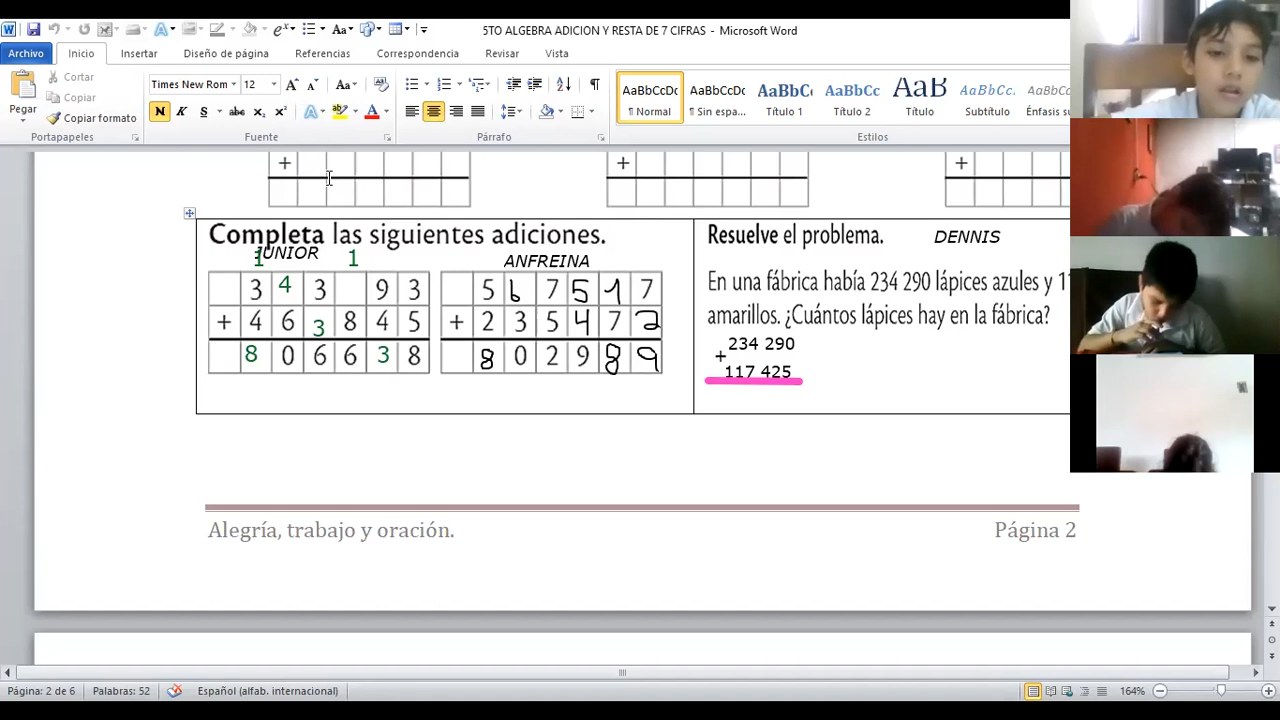 5TO ALGEBRA ADICION Y RESTA DE 7 CIFRAS - Microsoft Word
Archivo Inicio Insertar Diseño de página Referencias Correspondencia Revisar Vista
Pegar
Cortar
Copiar
Copiar formato
Portapapeles
Times New Rom 12
N K S abc x₂ x²
Fuente
Párrafo
AaBbCcDc AaBbCcDc AaBbC AaBbCc AaB AaBbCc.
¶ Normal ¶ Sin espa... Título 1 Título 2 Título Subtítulo Énfasis
Estilos
+ + +
Completa las siguientes adiciones.
JUNIOR
1 1
3 4 3 9 3
+ 4 6 3 8 4 5
8 0 6 6 3 8
ANFREINA
5 6 7 5 1 7
+ 2 3 5 4 7 2
8 0 2 9 8 9
Resuelve el problema. DENNIS
En una fábrica había 234 290 lápices azules y 1
amarillos. ¿Cuántos lápices hay en la fábrica?
234 290
+
117 425
Alegría, trabajo y oración. Página 2
Página: 2 de 6 Palabras: 52 Español (alfab. internacional) 164%